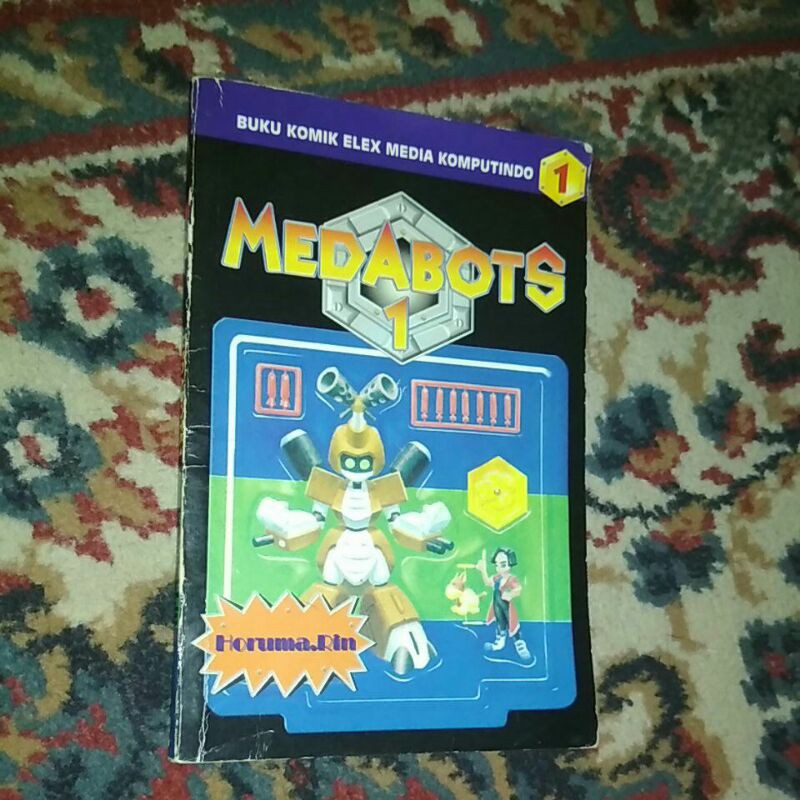 BUKU KOMIK ELEX MEDIA KOMPUTINDO
1
MEDABOTS
1
Horuma.Rin